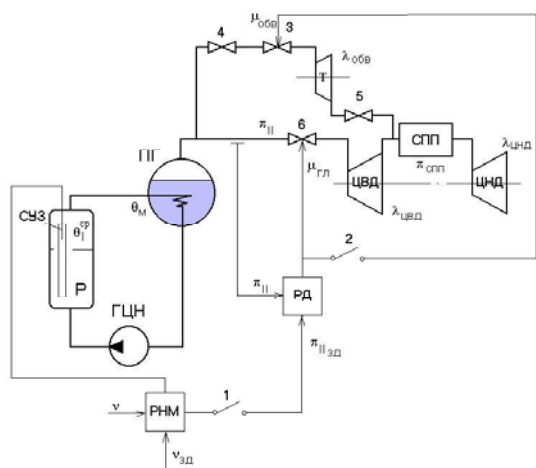 μобв
4
3
λобв
Т
5
πII
6
СПП
λЦНД
ПГ
μГЛ
πСПП
ЦВД
ЦНД
λЦВД
СУЗ
θM
θIср
Р
2
ГЦН
πII
РД
πIIЗД
1
ν
РНМ
νЗД